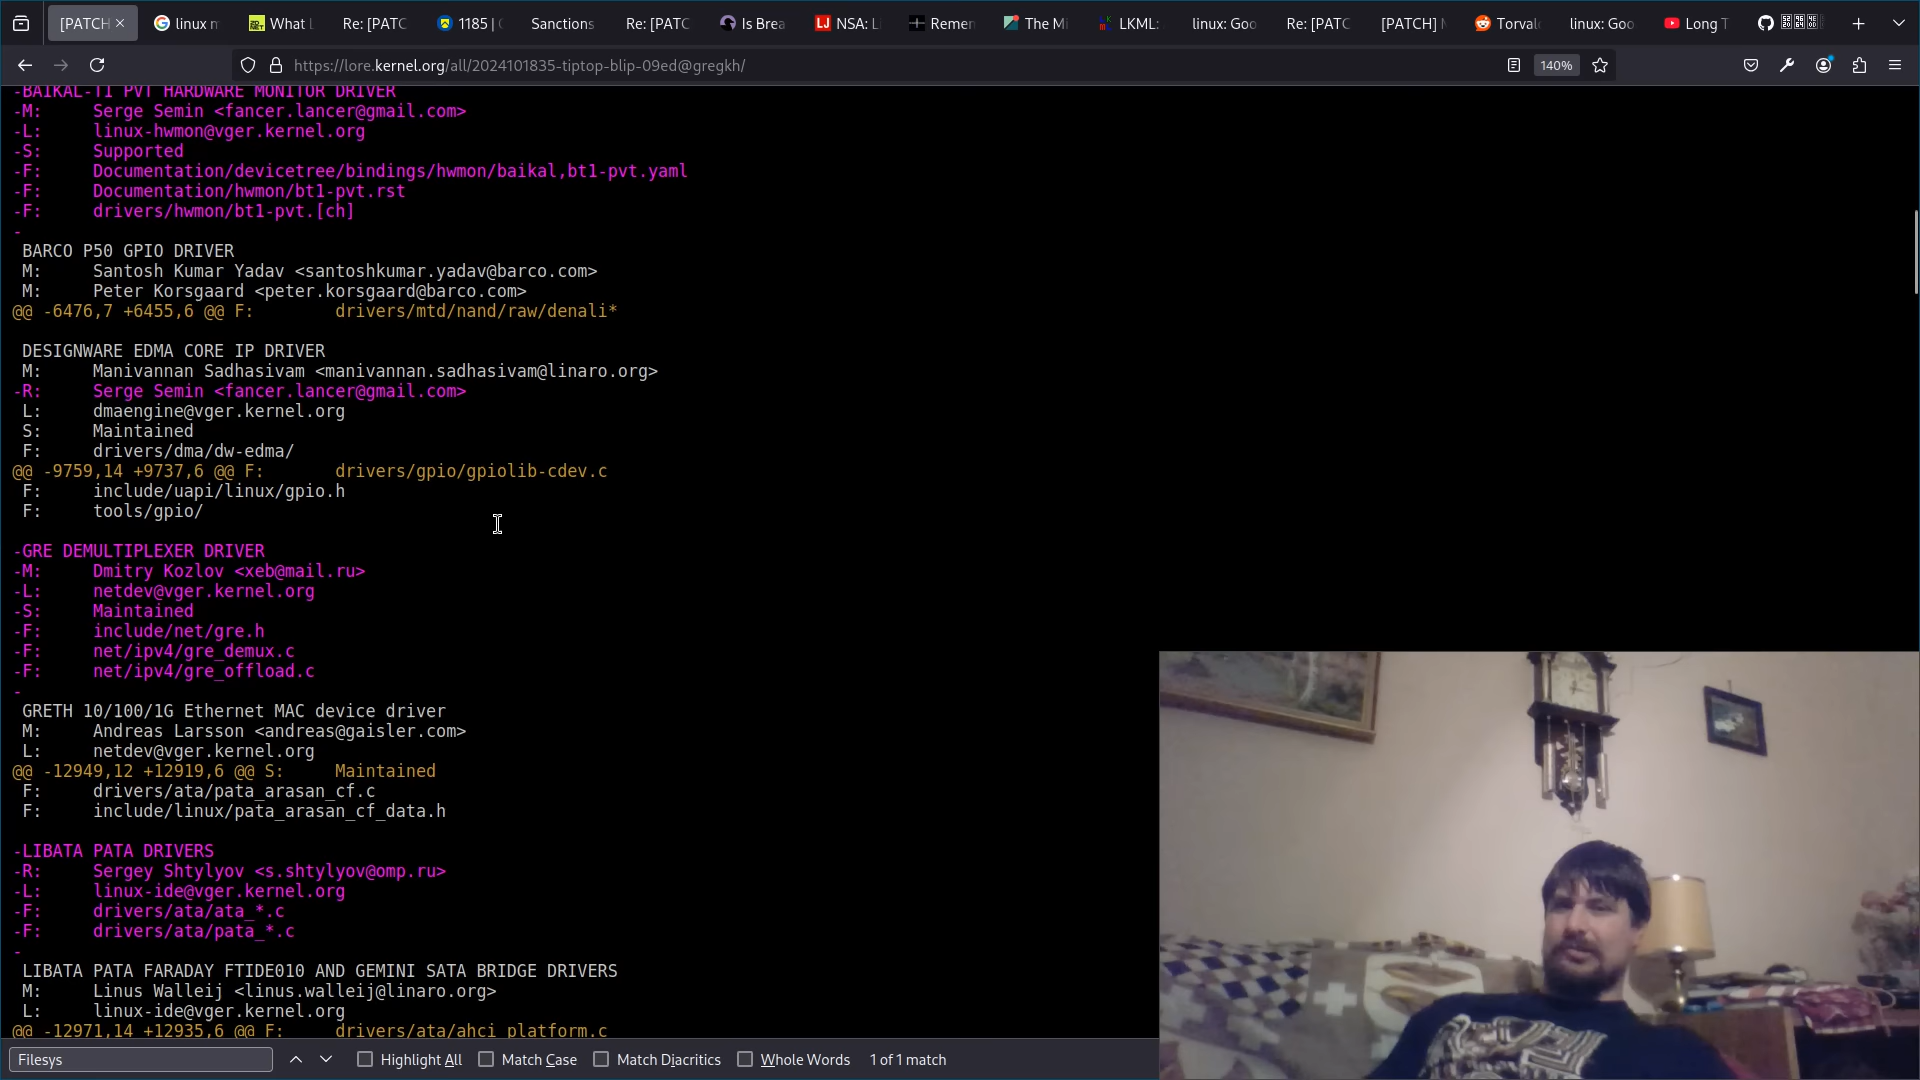 [PATCH
linux m
What L
Re: [PATC
1185 | (
Sanctions
Re: [PATC
Is Brea
NSA: L
Remen
The Mi
LKML:
linux: Goo
Re: [PATC
[PATCH] M
Torval
linux: Goo
Long T
https://lore.kernel.org/all/2024101835-tiptop-blip-09ed@gregkh/
140%
-BAIKAL-T1 PVT HARDWARE MONITOR DRIVER
-M: Serge Semin <fancer.lancer@gmail.com>
-L: linux-hwmon@vger.kernel.org
-S: Supported
-F: Documentation/devicetree/bindings/hwmon/baikal,bt1-pvt.yaml
-F: Documentation/hwmon/bt1-pvt.rst
-F: drivers/hwmon/bt1-pvt.[ch]
-
BARCO P50 GPIO DRIVER
M: Santosh Kumar Yadav <santoshkumar.yadav@barco.com>
M: Peter Korsgaard <peter.korsgaard@barco.com>
@@ -6476,7 +6455,6 @@ F: drivers/mtd/nand/raw/denali*
DESIGNWARE EDMA CORE IP DRIVER
M: Manivannan Sadhasivam <manivannan.sadhasivam@linaro.org>
-R: Serge Semin <fancer.lancer@gmail.com>
L: dmaengine@vger.kernel.org
S: Maintained
F: drivers/dma/dw-edma/
@@ -9759,14 +9737,6 @@ F: drivers/gpio/gpiolib-cdev.c
F: include/uapi/linux/gpio.h
F: tools/gpio/
-GRE DEMULTIPLEXER DRIVER
-M: Dmitry Kozlov <xeb@mail.ru>
-L: netdev@vger.kernel.org
-S: Maintained
-F: include/net/gre.h
-F: net/ipv4/gre_demux.c
-F: net/ipv4/gre_offload.c
-
GRETH 10/100/1G Ethernet MAC device driver
M: Andreas Larsson <andreas@gaisler.com>
L: netdev@vger.kernel.org
@@ -12949,12 +12919,6 @@ S: Maintained
F: drivers/ata/pata_arasan_cf.c
F: include/linux/pata_arasan_cf_data.h
-LIBATA PATA DRIVERS
-R: Sergey Shtylyov <s.shtylyov@omp.ru>
-L: linux-ide@vger.kernel.org
-F: drivers/ata/ata_*.c
-F: drivers/ata/pata_*.c
-
LIBATA PATA FARADAY FTIDE010 AND GEMINI SATA BRIDGE DRIVERS
M: Linus Walleij <linus.walleij@linaro.org>
L: linux-ide@vger.kernel.org
@@ -12971,14 +12935,6 @@ F: drivers/ata/ahci_platform.c
Filesys
Highlight All
Match Case
Match Diacritics
Whole Words
1 of 1 match